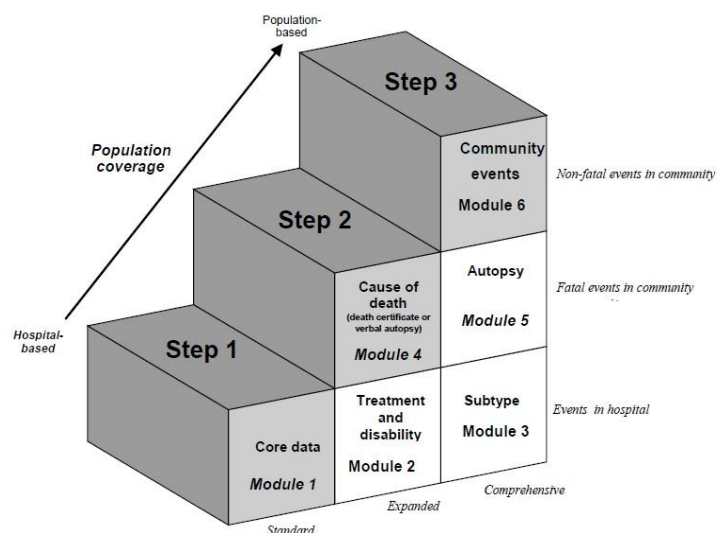 Population-
based
Step 3
Population
coverage
Community
events
Module 6
Non-fatal events in community
Step 2
Cause of
death
(death certificate or
verbal autopsy)
Module 4
Autopsy
Module 5
Fatal events in community
Hospital-
based
Step 1
Core data
Module 1
Treatment
and
disability
Module 2
Subtype
Module 3
Events in hospital
Standard
Expanded
Comprehensive